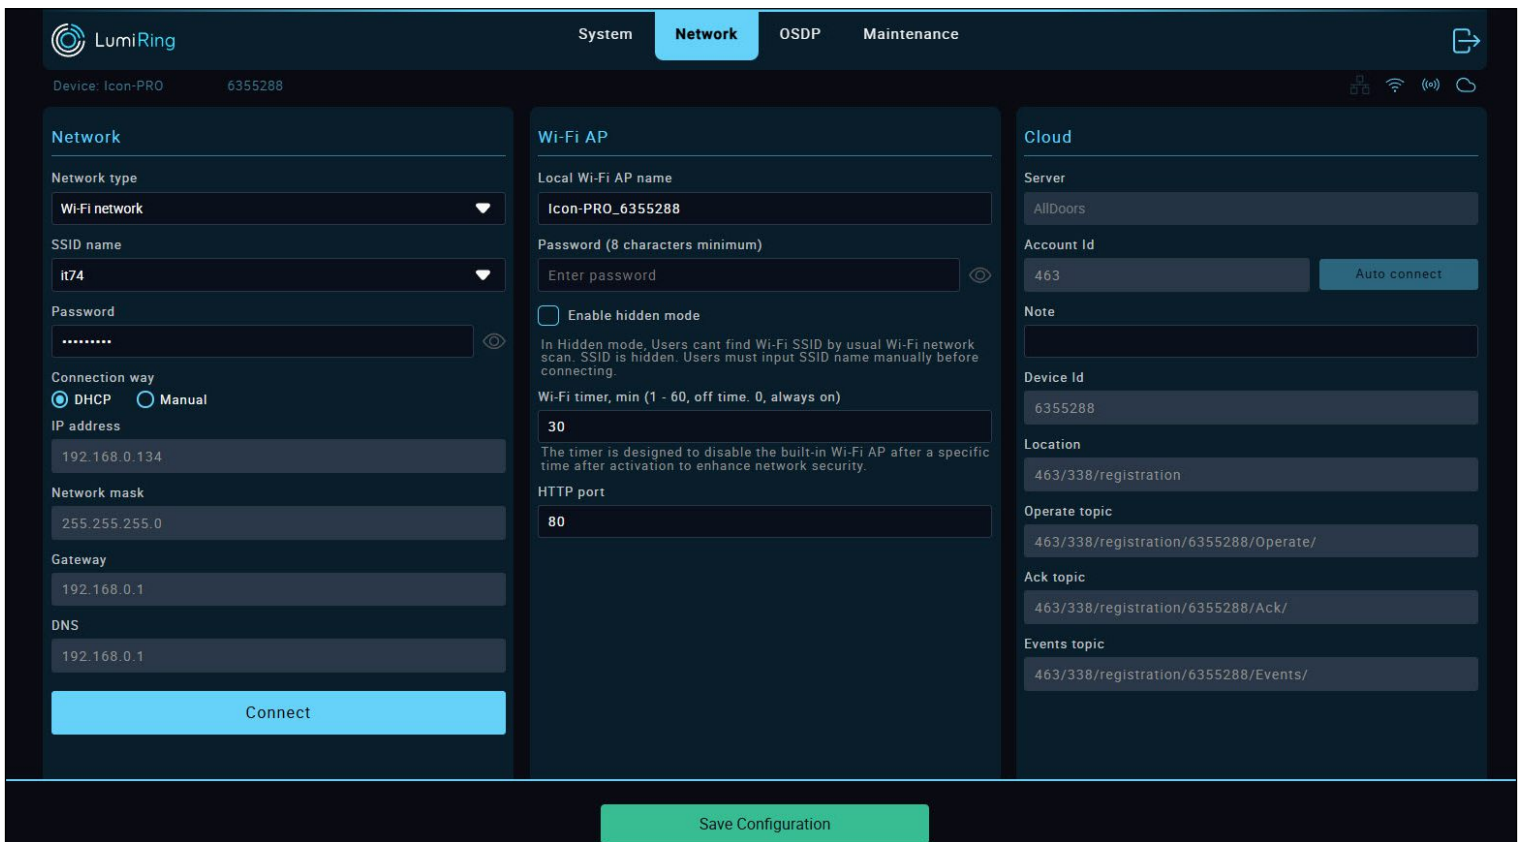 LumiRing
System
Network
OSDP
Maintenance
Device: Icon-PRO
6355288
Network
Network type
Wi-Fi network
SSID name
it74
Password
•••••••••
Connection way
DHCP
Manual
IP address
192.168.0.134
Network mask
255.255.255.0
Gateway
192.168.0.1
DNS
192.168.0.1
Connect
Wi-Fi AP
Local Wi-Fi AP name
Icon-PRO_6355288
Password (8 characters minimum)
Enter password
Enable hidden mode
In Hidden mode, Users cant find Wi-Fi SSID by usual Wi-Fi network
scan. SSID is hidden. Users must input SSID name manually before
connecting.
Wi-Fi timer, min (1 - 60, off time. 0, always on)
30
The timer is designed to disable the built-in Wi-Fi AP after a specific
time after activation to enhance network security.
HTTP port
80
Cloud
Server
AllDoors
Account Id
463
Auto connect
Note
Device Id
6355288
Location
463/338/registration
Operate topic
463/338/registration/6355288/Operate/
Ack topic
463/338/registration/6355288/Ack/
Events topic
463/338/registration/6355288/Events/
Save Configuration